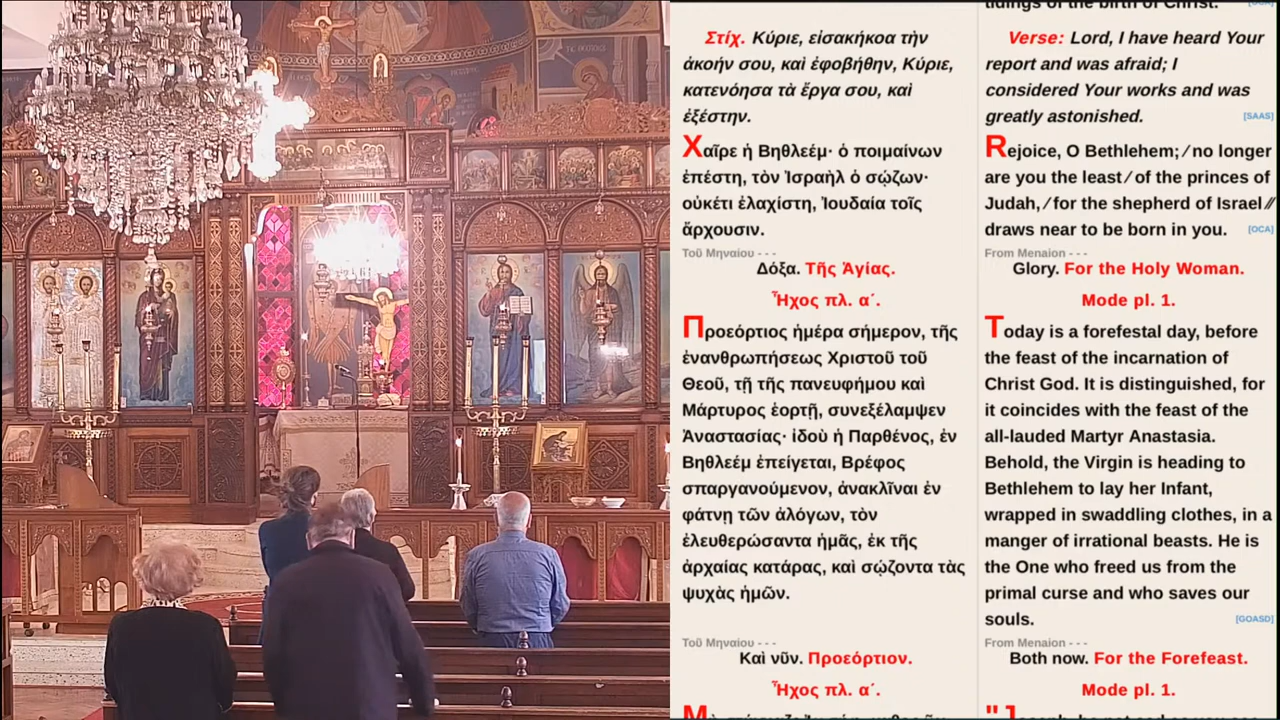 Στίχ. Κύριε, εἰσακήκοα τὴν
ἀκοήν σου, καὶ ἐφοβήθην, Κύριε,
κατενόησα τὰ ἔργα σου, καὶ
ἐξέστην.
Χαῖρε ἡ Βηθλεέμ· ὁ ποιμαίνων
ἐπέστη, τὸν Ἰσραὴλ ὁ σῴζων·
οὐκέτι ἐλαχίστη, Ἰουδαία τοῖς
ἄρχουσιν.
Τοῦ Μηναίου - - -
Δόξα. Τῆς Ἁγίας.
Ἦχος πλ. αʹ.
Προεόρτιος ἡμέρα σήμερον, τῆς
ἐνανθρωπήσεως Χριστοῦ τοῦ
Θεοῦ, τῇ τῆς πανευφήμου καὶ
Μάρτυρος ἑορτῇ, συνεξέλαμψεν
Ἀναστασίας· ἰδοὺ ἡ Παρθένος, ἐν
Βηθλεέμ ἐπείγεται, Βρέφος
σπαργανούμενον, ἀνακλῖναι ἐν
φάτνῃ τῶν ἀλόγων, τὸν
ἐλευθερώσαντα ἡμᾶς, ἐκ τῆς
ἀρχαίας κατάρας, καὶ σῴζοντα τὰς
ψυχὰς ἡμῶν.
Τοῦ Μηναίου - - -
Καὶ νῦν. Προεόρτιον.
Ἦχος πλ. αʹ.
tidings of the birth of Christ.
Verse: Lord, I have heard Your
report and was afraid; I
considered Your works and was
greatly astonished. [SAAS]
Rejoice, O Bethlehem; / no longer
are you the least / of the princes of
Judah, / for the shepherd of Israel //
draws near to be born in you. [OCA]
From Menaion - - -
Glory. For the Holy Woman.
Mode pl. 1.
Today is a forefestal day, before
the feast of the incarnation of
Christ God. It is distinguished, for
it coincides with the feast of the
all-lauded Martyr Anastasia.
Behold, the Virgin is heading to
Bethlehem to lay her Infant,
wrapped in swaddling clothes, in a
manger of irrational beasts. He is
the One who freed us from the
primal curse and who saves our
souls. [GOASD]
From Menaion - - -
Both now. For the Forefeast.
Mode pl. 1.